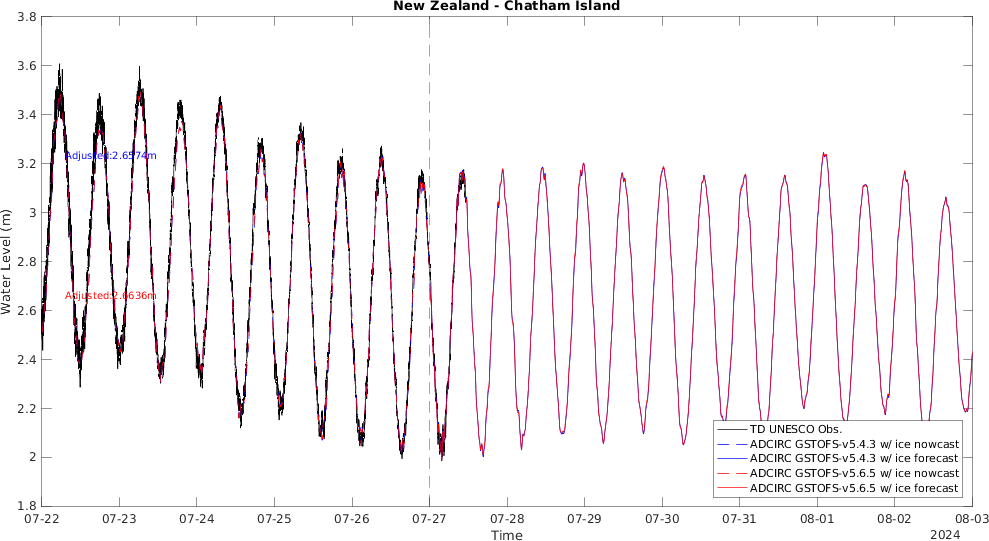 New Zealand - Chatham Island
3.8
3.6
3.4
3.2
3
2.8
2.6
2.4
2.2
2
1.8
Water Level (m)
Adjusted:2.6574m
Adjusted:2.6636m
TD UNESCO Obs.
ADCIRC GSTOFS-v5.4.3 w/ ice nowcast
ADCIRC GSTOFS-v5.4.3 w/ ice forecast
ADCIRC GSTOFS-v5.6.5 w/ ice nowcast
ADCIRC GSTOFS-v5.6.5 w/ ice forecast
07-22 07-23 07-24 07-25 07-26 07-27 07-28 07-29 07-30 07-31 08-01 08-02 08-03
Time
2024